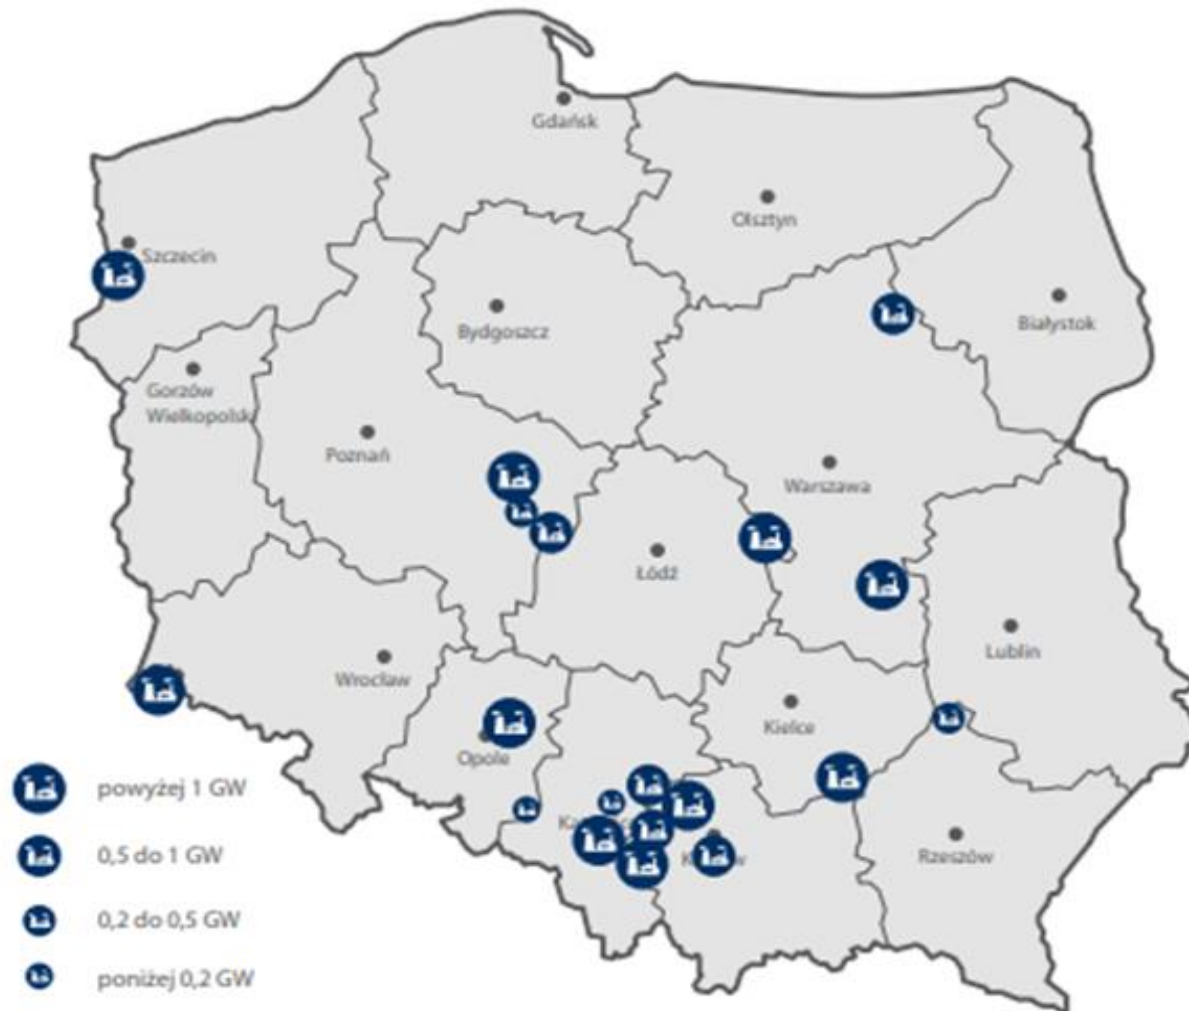 Gdańsk
Olsztyn
Szczecin
Białystok
Bydgoszcz
Gorzów
Wielkopolsk
Poznań
Warszawa
Łódź
Lublin
Wrocław
Kielce
Opole
Rzeszów
powyżej 1 GW
0,5 do 1 GW
0,2 do 0,5 GW
poniżej 0,2 GW